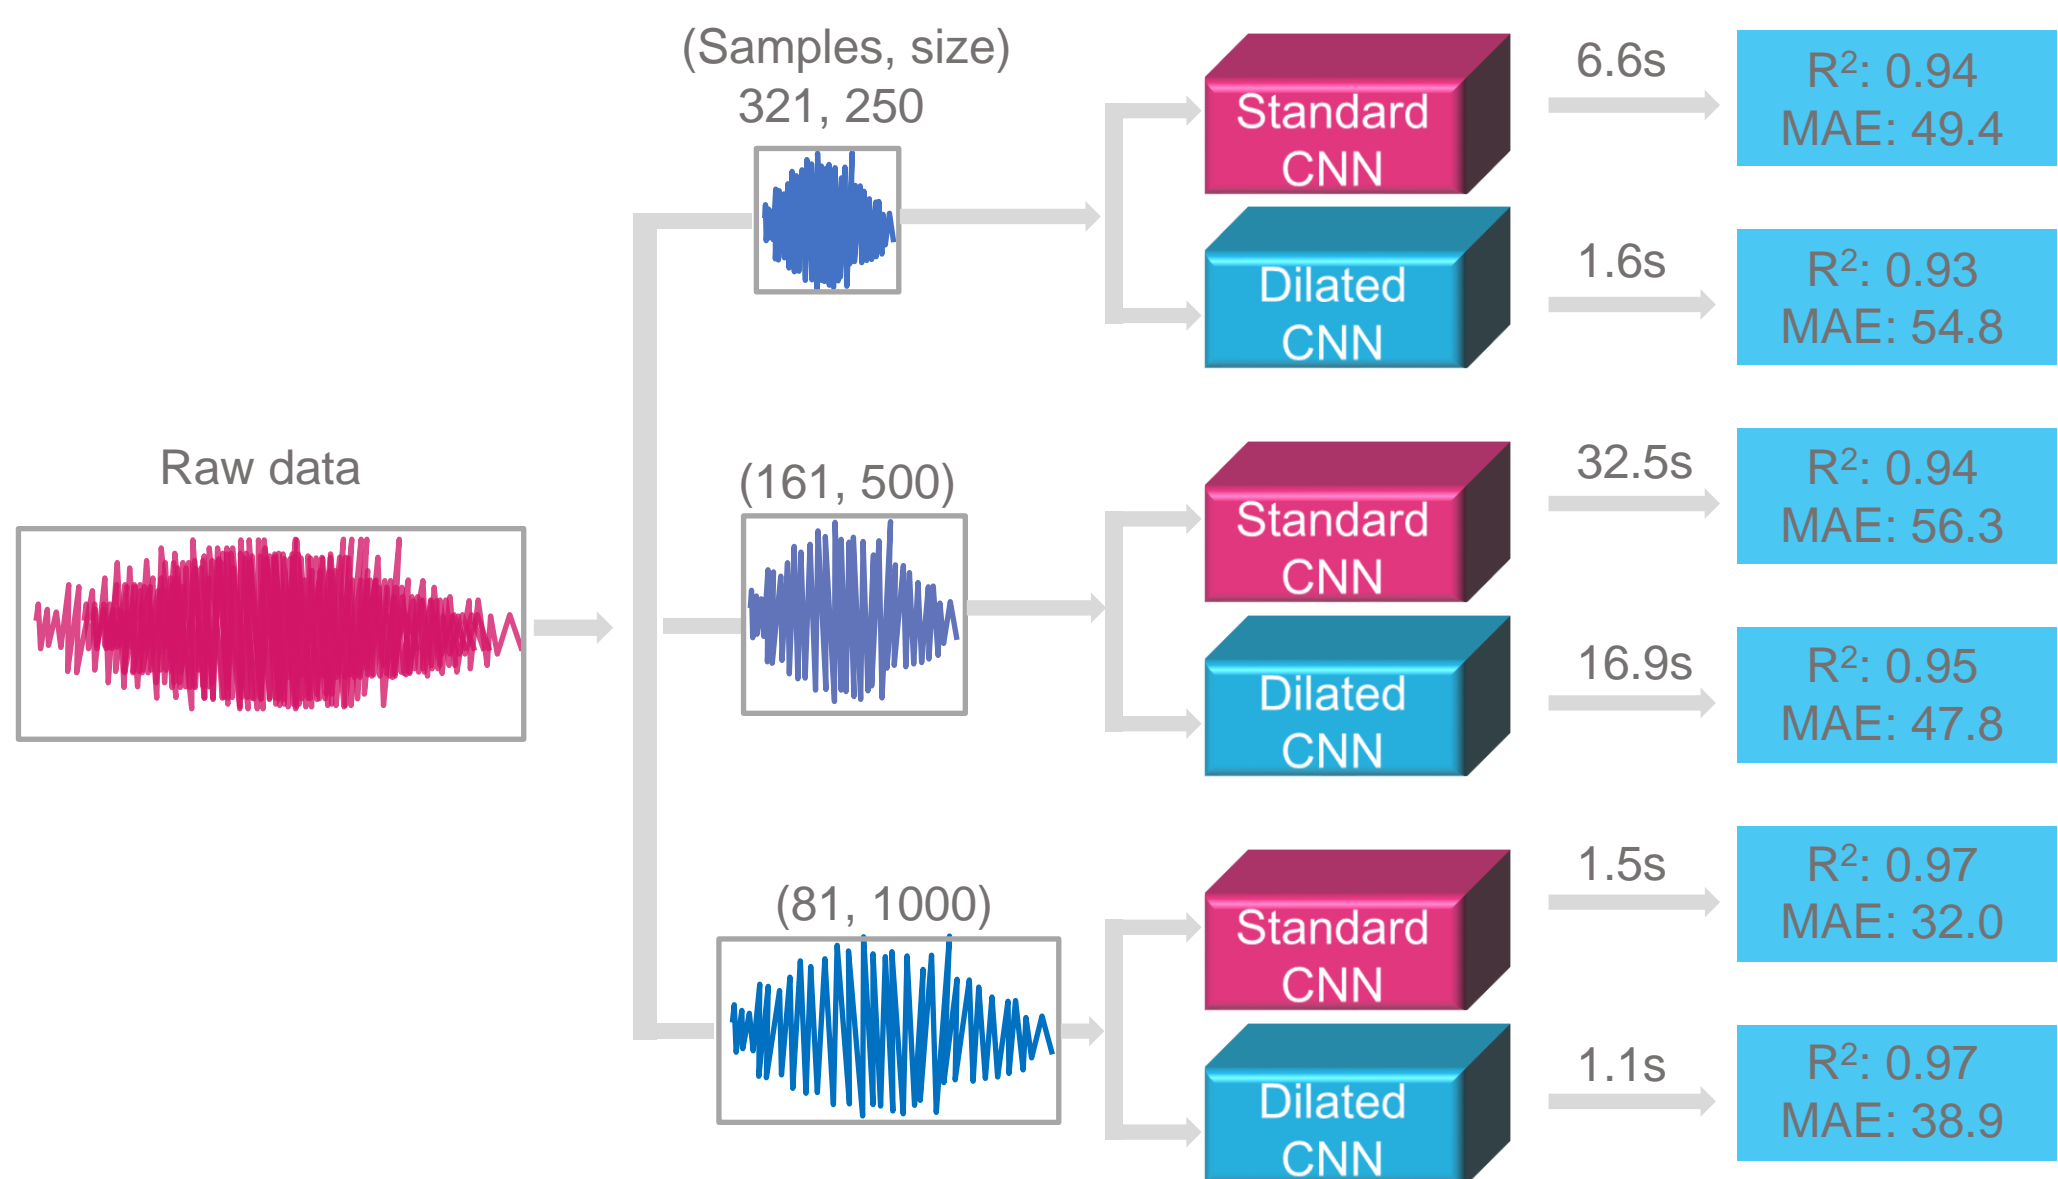 Raw data
(Samples, size)
321, 250
Standard
CNN
6.6s
R²: 0.94
MAE: 49.4
Dilated
CNN
1.6s
R²: 0.93
MAE: 54.8
(161, 500)
Standard
CNN
32.5s
R²: 0.94
MAE: 56.3
Dilated
CNN
16.9s
R²: 0.95
MAE: 47.8
(81, 1000)
Standard
CNN
1.5s
R²: 0.97
MAE: 32.0
Dilated
CNN
1.1s
R²: 0.97
MAE: 38.9